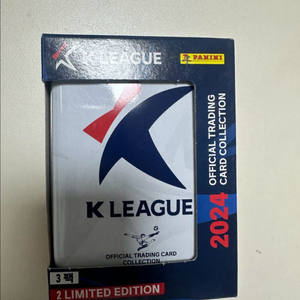 K LEAGUE
PANINI
K LEAGUE
OFFICIAL TRADING CARD
COLLECTION
2024
OFFICIAL TRADING
CARD COLLECTION
3 팩
2 LIMITED EDITION